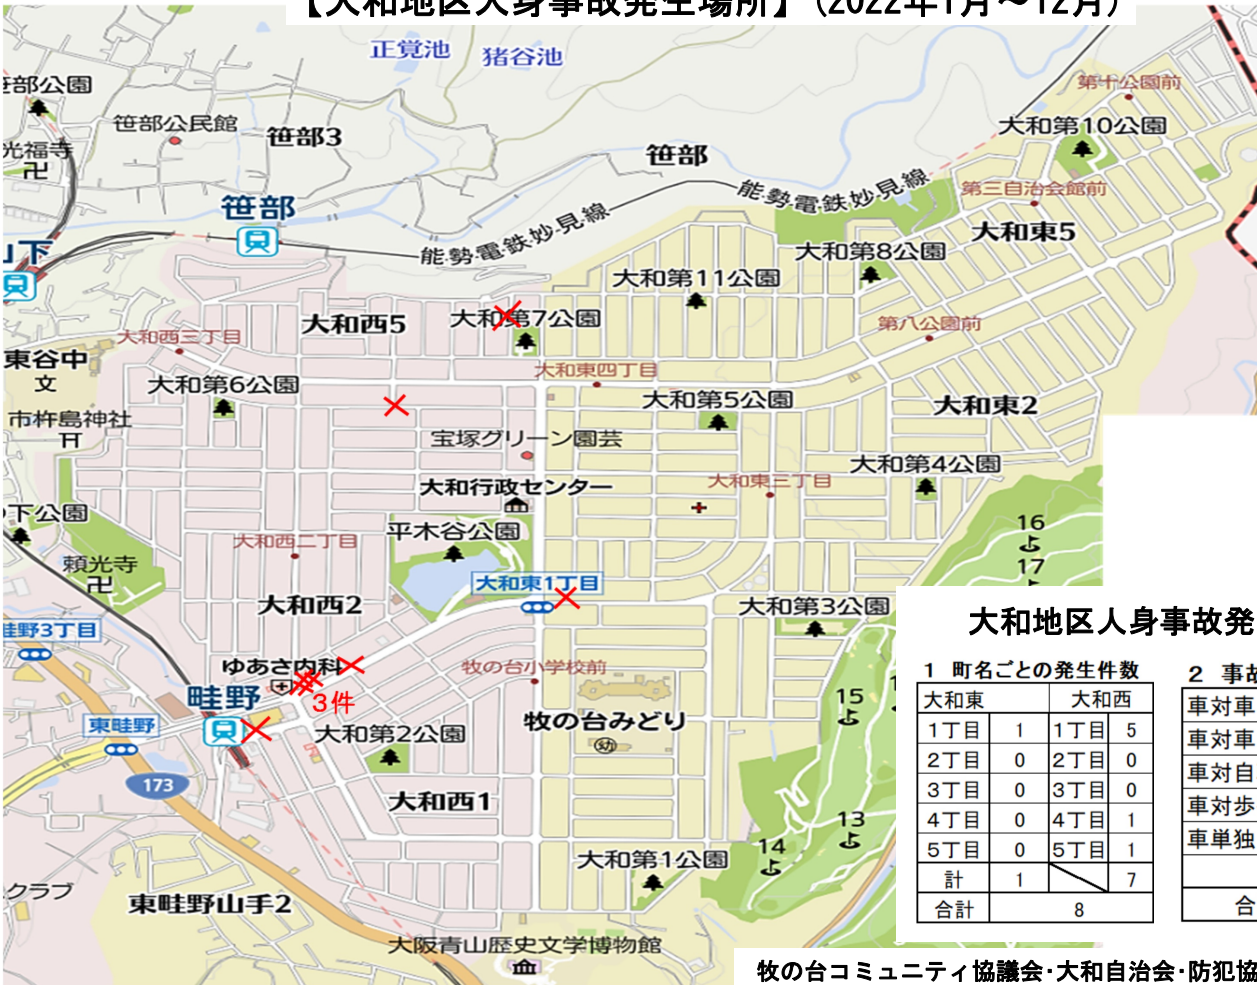 【大和地区人身事故発生場所】(2022年1月～12月)
正覚池
猪谷池
笹部公園
第十公園前
笹部公民館
笹部3
大和第10公園
光福寺
笹部
能勢電鉄妙見線
第三自治会館前
笹部
大和東5
能勢電鉄妙見線
山下
大和第8公園
大和第11公園
大和西5
大和第7公園
第八公園前
大和西三丁目
東谷中
文
大和東四丁目
大和第6公園
大和第5公園
大和東2
市杵島神社
宝塚グリーン園芸
大和第4公園
大和行政センター
大和東三丁目
下公園
平木谷公園
16
大和西二丁目
頼光寺
17
大和東1丁目
大和西2
大和第3公園
畦野3丁目
ゆあさ内科
牧の台小学校前
畦野
3件
15
1
東畦野
大和第2公園
牧の台みどり
幼
173
大和西1
13
14
大和第1公園
クラブ
東畦野山手2
大阪青山歴史文学博物館
大和地区人身事故発
1 町名ごとの発生件数
大和東 大和西
1丁目 1 1丁目 5
2丁目 0 2丁目 0
3丁目 0 3丁目 0
4丁目 0 4丁目 1
5丁目 0 5丁目 1
計 1 7
合計 8
2 事故
車対車
車対車
車対自
車対歩
車単独
合
牧の台コミュニティ協議会・大和自治会・防犯協